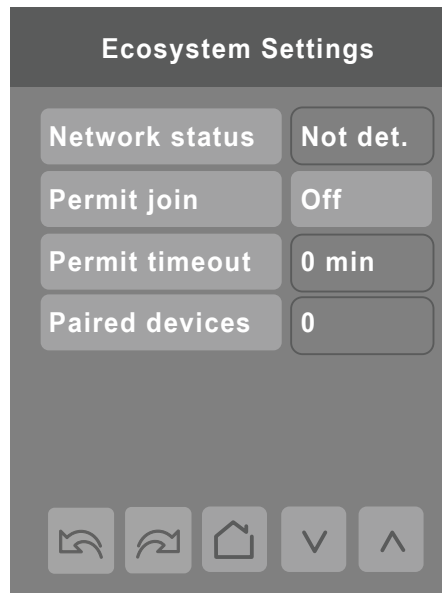 Ecosystem Settings
Network status Not det.
Permit join Off
Permit timeout 0 min
Paired devices 0